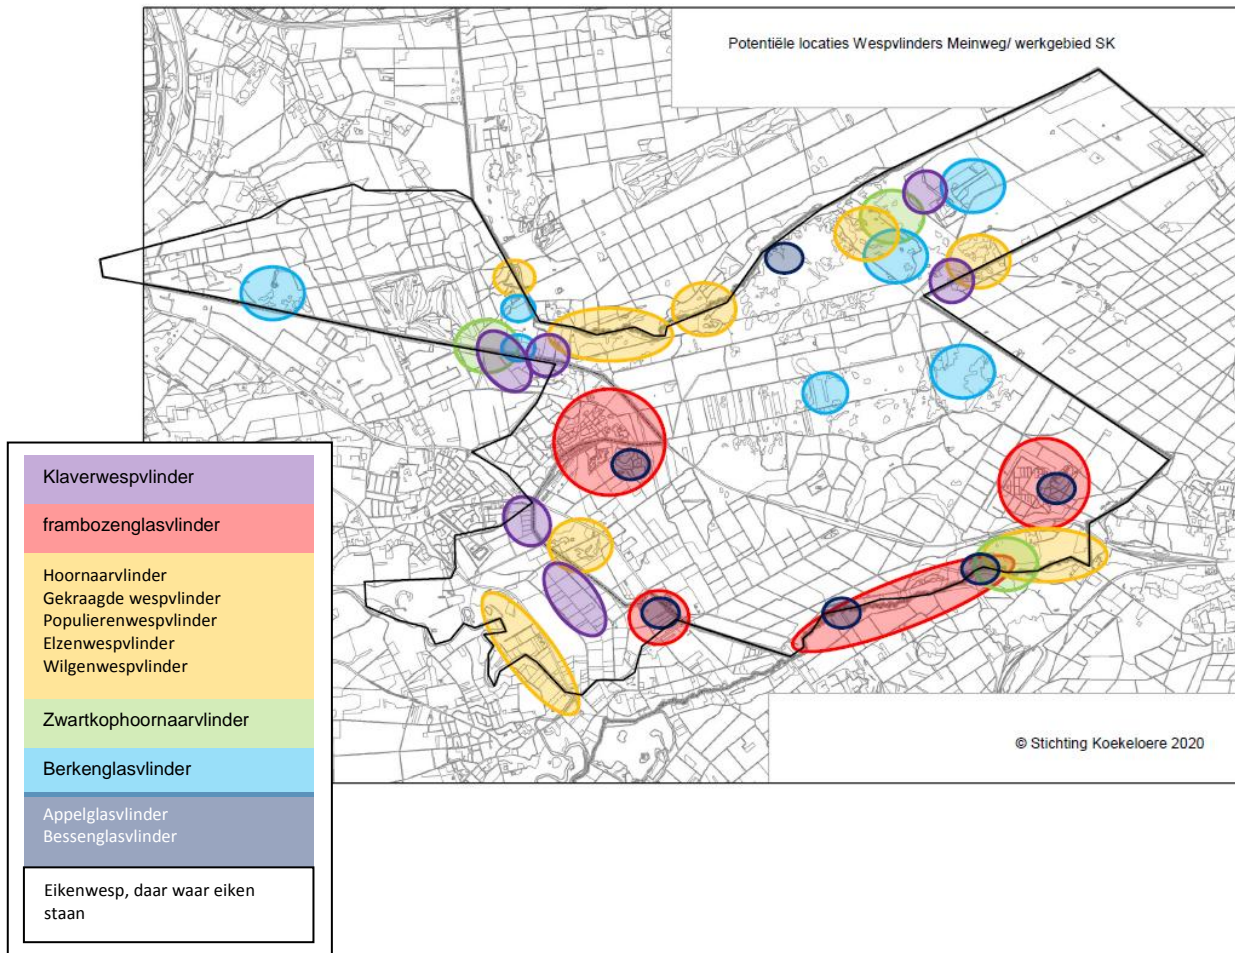 Potentiële locaties Wespvlinders Meinweg/ werkgebied SK
Klaverwespvlinder
frambozenglasvlinder
Hoornaarvlinder
Gekraagde wespvlinder
Populierenwespvlinder
Elzenwespvlinder
Wilgenwespvlinder
Zwartkophoornaarvlinder
Berkenglasvlinder
Appelglasvlinder
Bessenglasvlinder
Eikenwesp, daar waar eiken
staan
© Stichting Koekeloere 2020